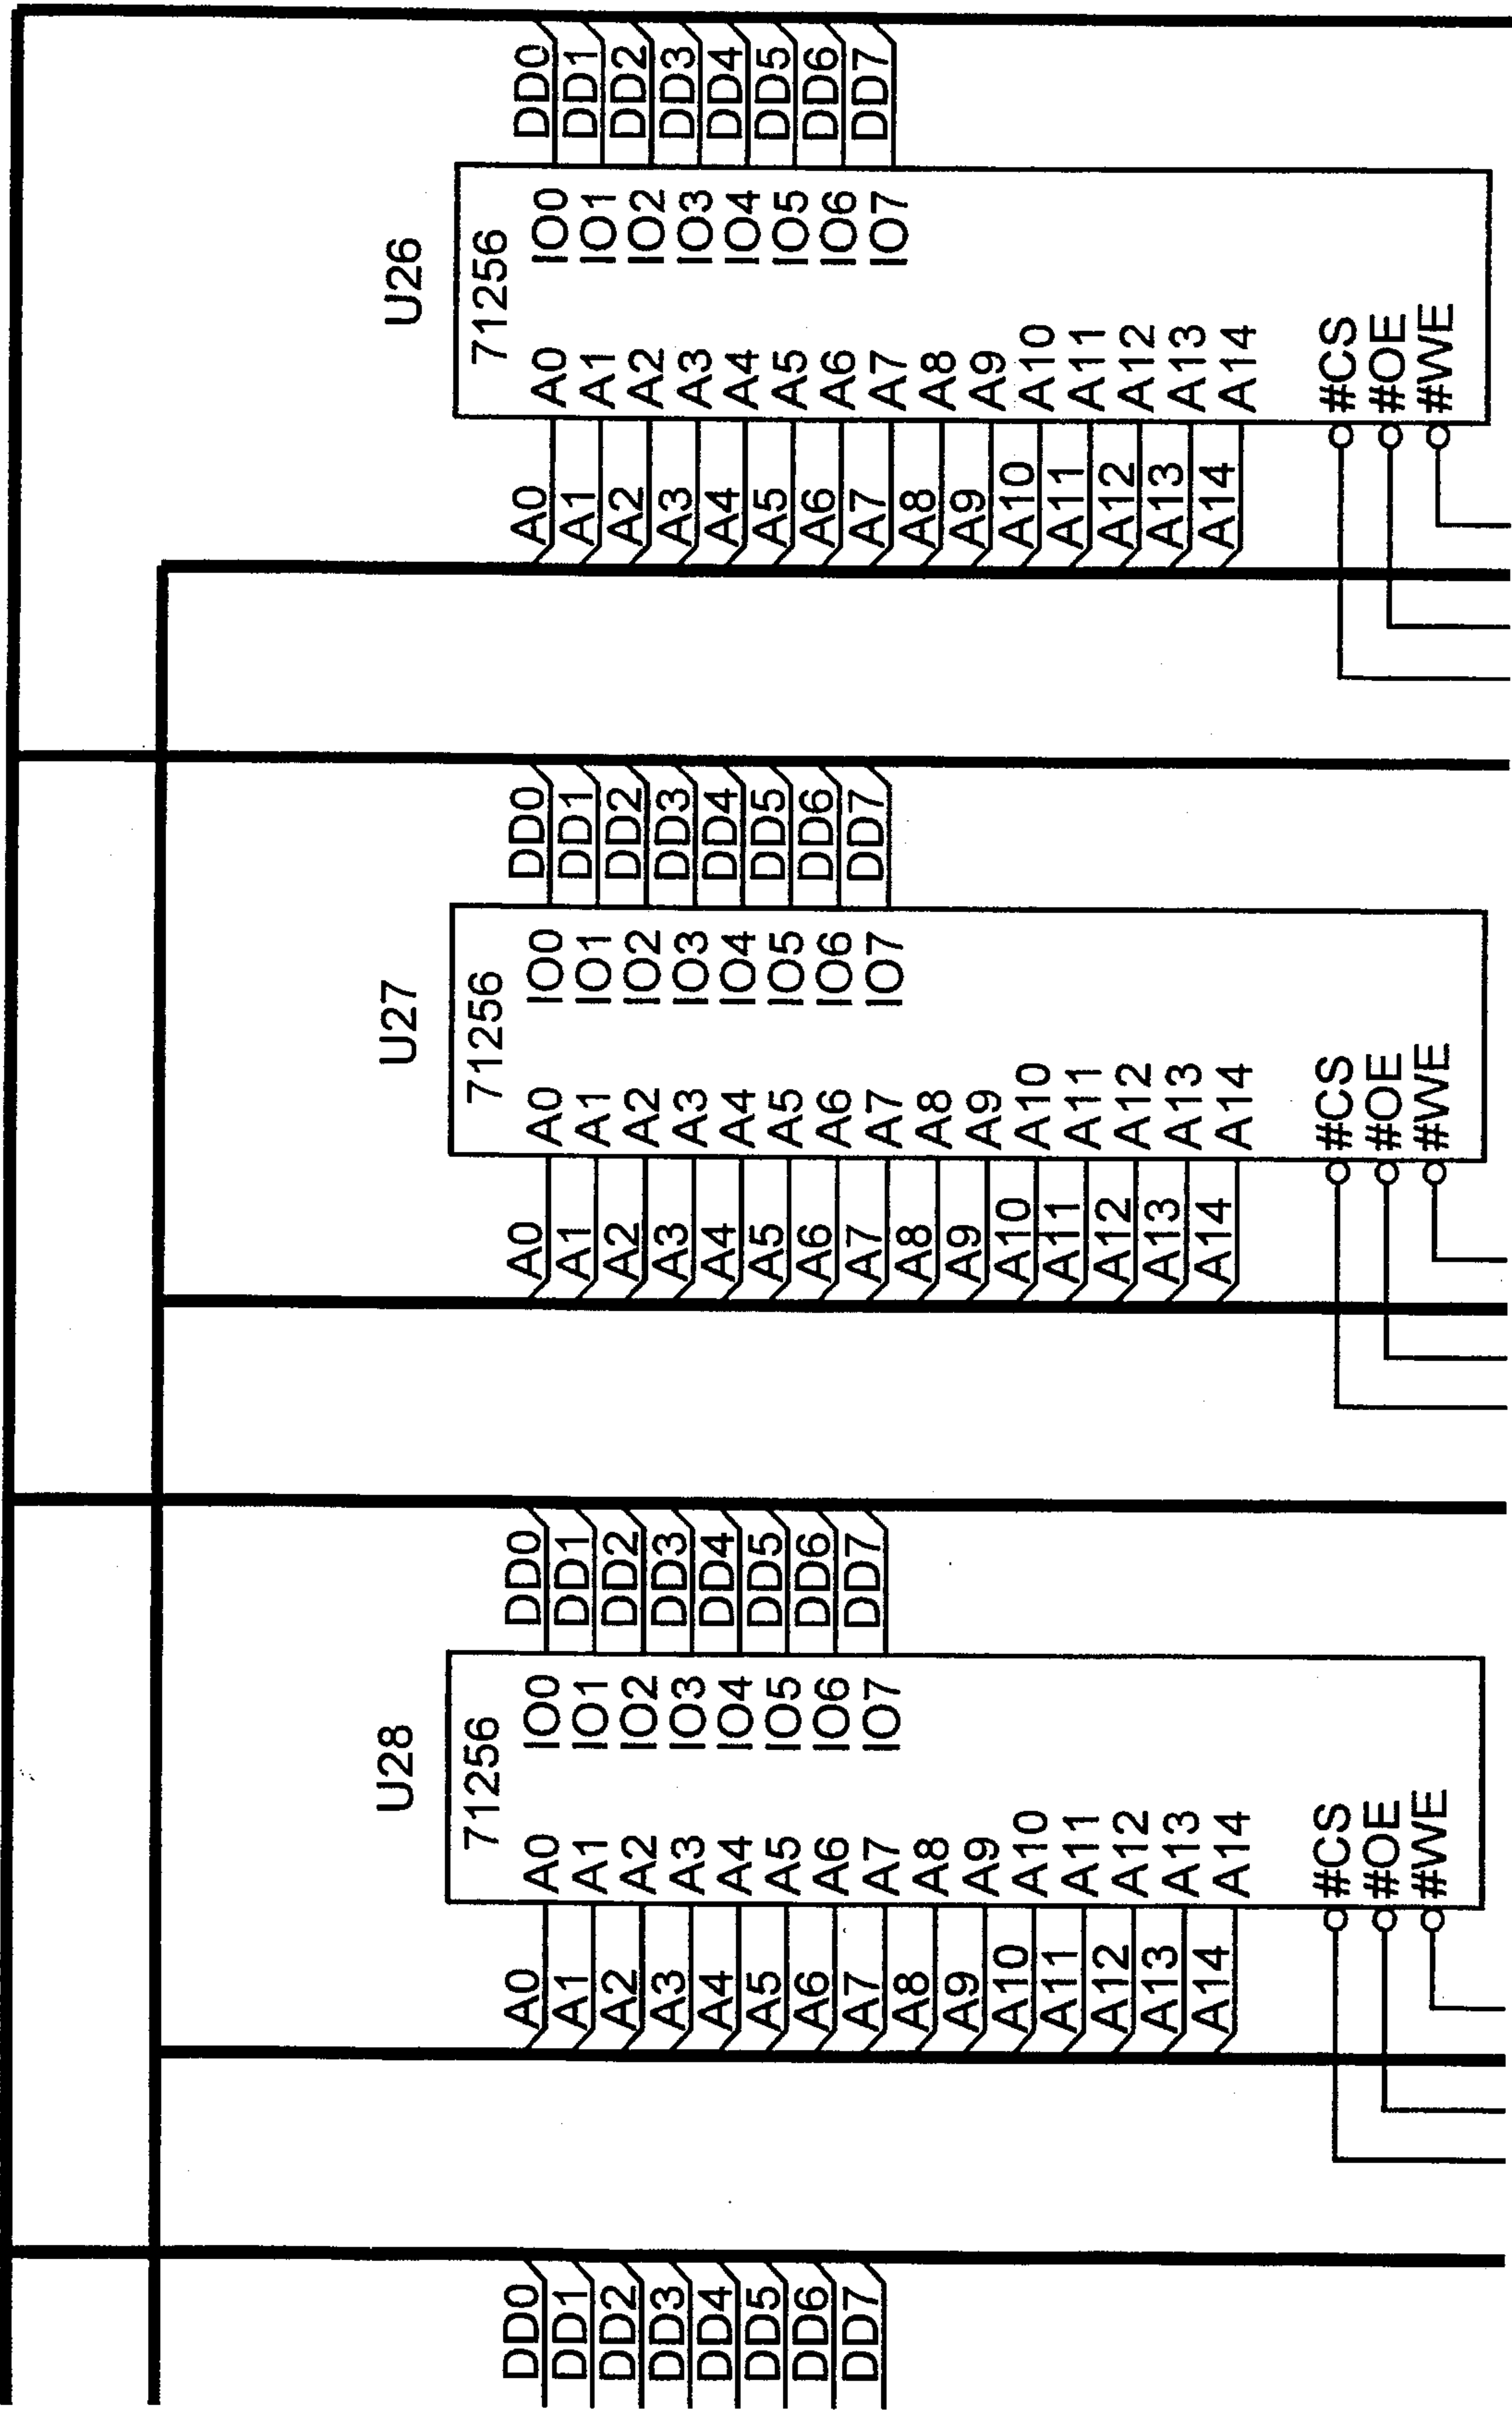 U28 U27 U26
71256 71256 71256
DD0 A0 A0 IO0 DD0 A0 A0 IO0 DD0 A0 A0 IO0 DD0
DD1 A1 A1 IO1 DD1 A1 A1 IO1 DD1 A1 A1 IO1 DD1
DD2 A2 A2 IO2 DD2 A2 A2 IO2 DD2 A2 A2 IO2 DD2
DD3 A3 A3 IO3 DD3 A3 A3 IO3 DD3 A3 A3 IO3 DD3
DD4 A4 A4 IO4 DD4 A4 A4 IO4 DD4 A4 A4 IO4 DD4
DD5 A5 A5 IO5 DD5 A5 A5 IO5 DD5 A5 A5 IO5 DD5
DD6 A6 A6 IO6 DD6 A6 A6 IO6 DD6 A6 A6 IO6 DD6
DD7 A7 A7 IO7 DD7 A7 A7 IO7 DD7 A7 A7 IO7 DD7
A8 A8 A8 A8 A8 A8
A9 A9 A9 A9 A9 A9
A10 A10 A10 A10 A10 A10
A11 A11 A11 A11 A11 A11
A12 A12 A12 A12 A12 A12
A13 A13 A13 A13 A13 A13
A14 A14 A14 A14 A14 A14
#CS #CS #CS
#OE #OE #OE
#WE #WE #WE